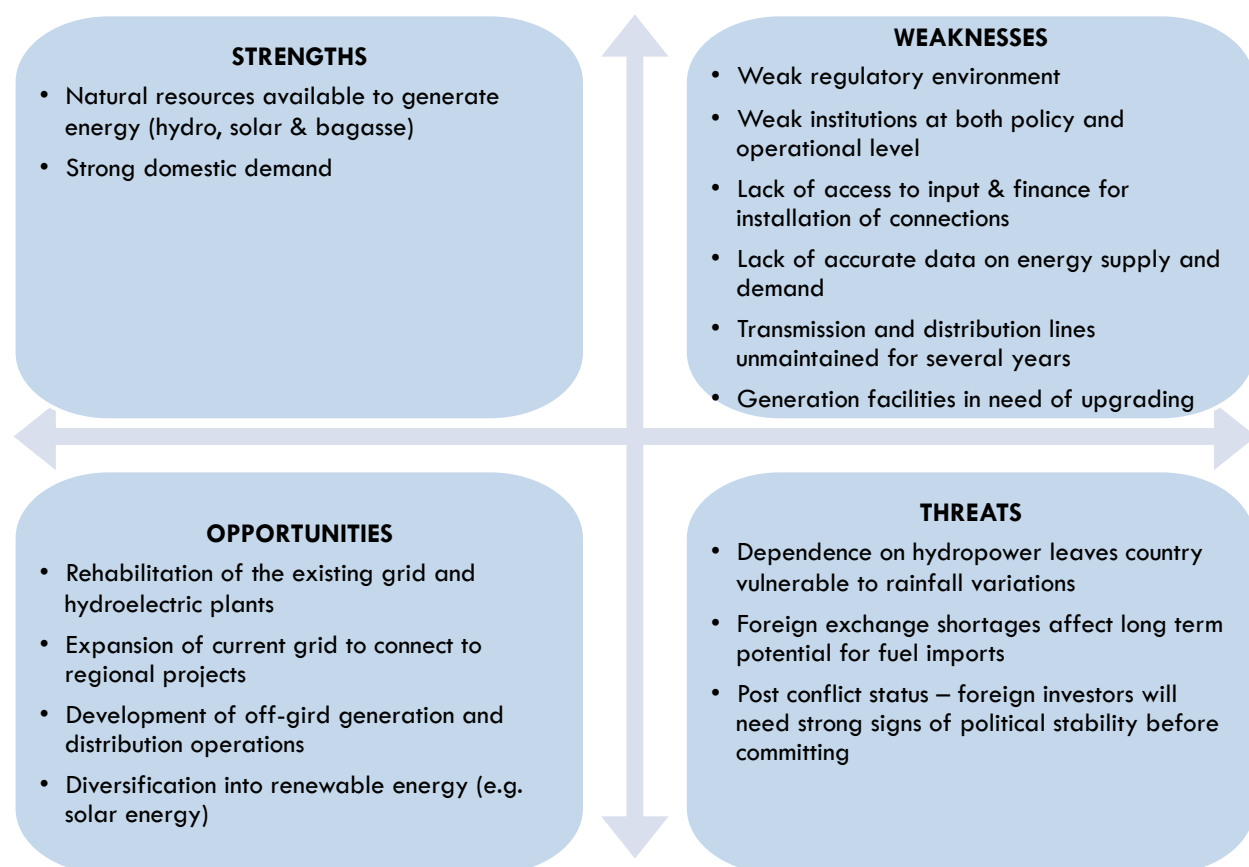 STRENGTHS
• Natural resources available to generate
energy (hydro, solar & bagasse)
• Strong domestic demand
WEAKNESSES
• Weak regulatory environment
• Weak institutions at both policy and
operational level
• Lack of access to input & finance for
installation of connections
• Lack of accurate data on energy supply and
demand
• Transmission and distribution lines
unmaintained for several years
• Generation facilities in need of upgrading
OPPORTUNITIES
• Rehabilitation of the existing grid and
hydroelectric plants
• Expansion of current grid to connect to
regional projects
• Development of off-gird generation and
distribution operations
• Diversification into renewable energy (e.g.
solar energy)
THREATS
• Dependence on hydropower leaves country
vulnerable to rainfall variations
• Foreign exchange shortages affect long term
potential for fuel imports
• Post conflict status – foreign investors will
need strong signs of political stability before
committing